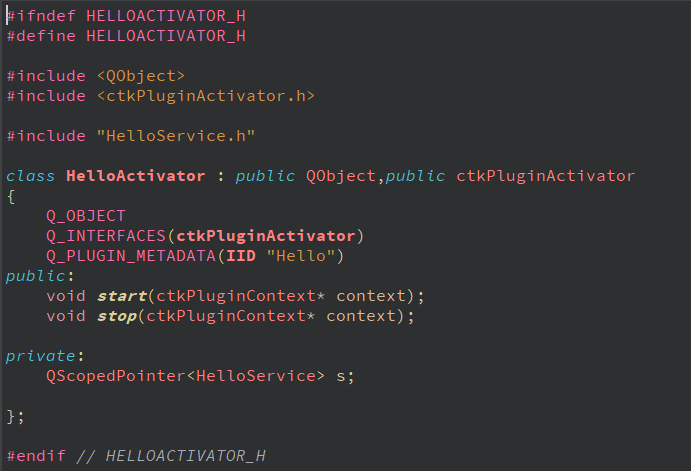 #ifndef HELLOACTIVATOR_H
#define HELLOACTIVATOR_H
#include <QObject>
#include <ctkPluginActivator.h>
#include "HelloService.h"
class HelloActivator : public QObject,public ctkPluginActivator
{
Q_OBJECT
Q_INTERFACES(ctkPluginActivator)
Q_PLUGIN_METADATA(IID "Hello")
public:
void start(ctkPluginContext* context);
void stop(ctkPluginContext* context);
private:
QScopedPointer<HelloService> s;
};
#endif // HELLOACTIVATOR_H